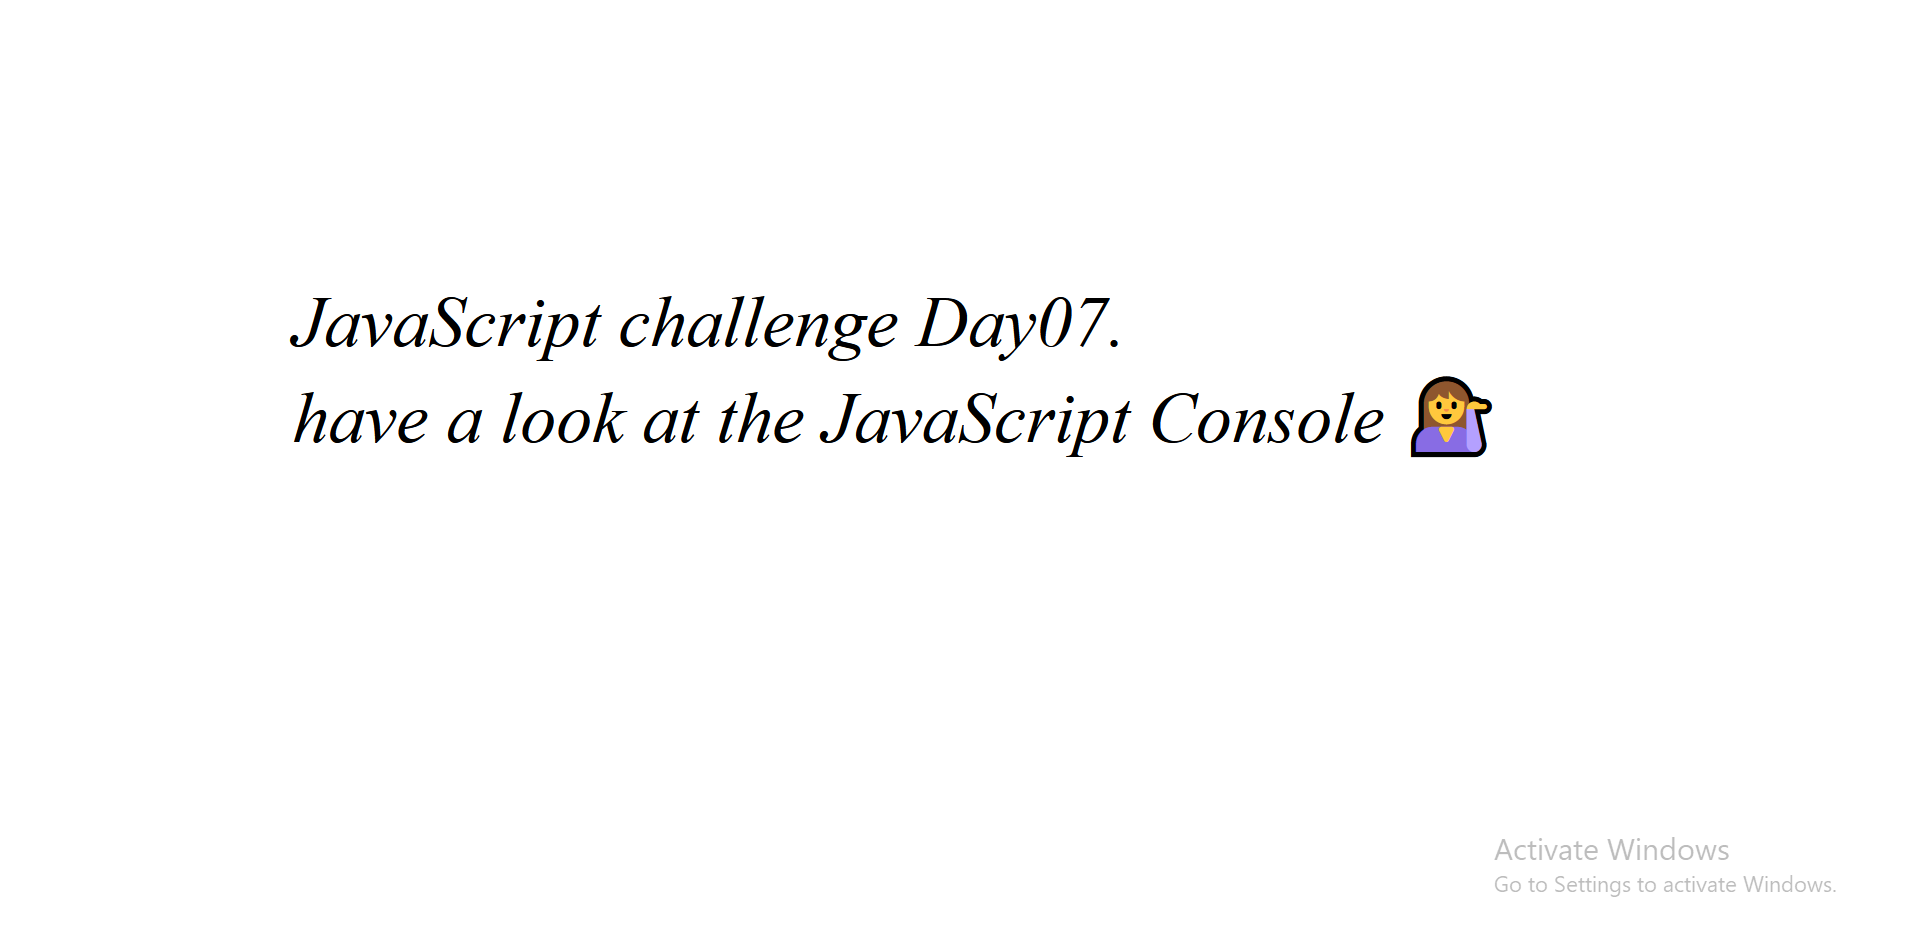 JavaScript challenge Day07.
have a look at the JavaScript Console 💁‍♀️
Activate Windows
Go to Settings to activate Windows.